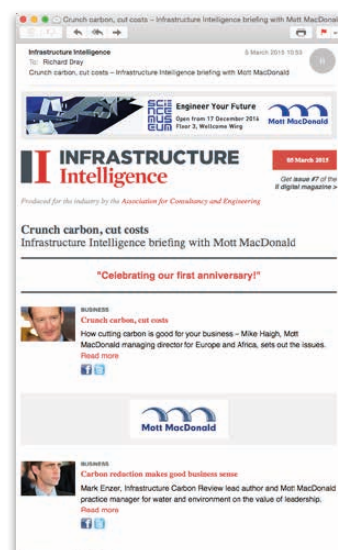 Crunch carbon, cut costs – Infrastructure Intelligence briefing with Mott MacDonal
Infrastructure Intelligence
5 March 2015 10:53
To: Richard Dray
R
Crunch carbon, cut costs – Infrastructure Intelligence briefing with Mott MacDonald
SCIENCE MUSEUM
Engineer Your Future
Open from 17 December 2014
Floor 3, Wellcome Wing
Mott MacDonald
II INFRASTRUCTURE
Intelligence
05 March 2015
Get issue #7 of the
II digital magazine >
Produced for the industry by the Association for Consultancy and Engineering
Crunch carbon, cut costs
Infrastructure Intelligence briefing with Mott MacDonald
"Celebrating our first anniversary!"
BUSINESS
Crunch carbon, cut costs
How cutting carbon is good for your business – Mike Haigh, Mott
MacDonald managing director for Europe and Africa, sets out the issues.
Read more
Mott MacDonald
BUSINESS
Carbon reduction makes good business sense
Mark Enzer, Infrastructure Carbon Review lead author and Mott MacDonald
practice manager for water and environment on the value of leadership.
Read more